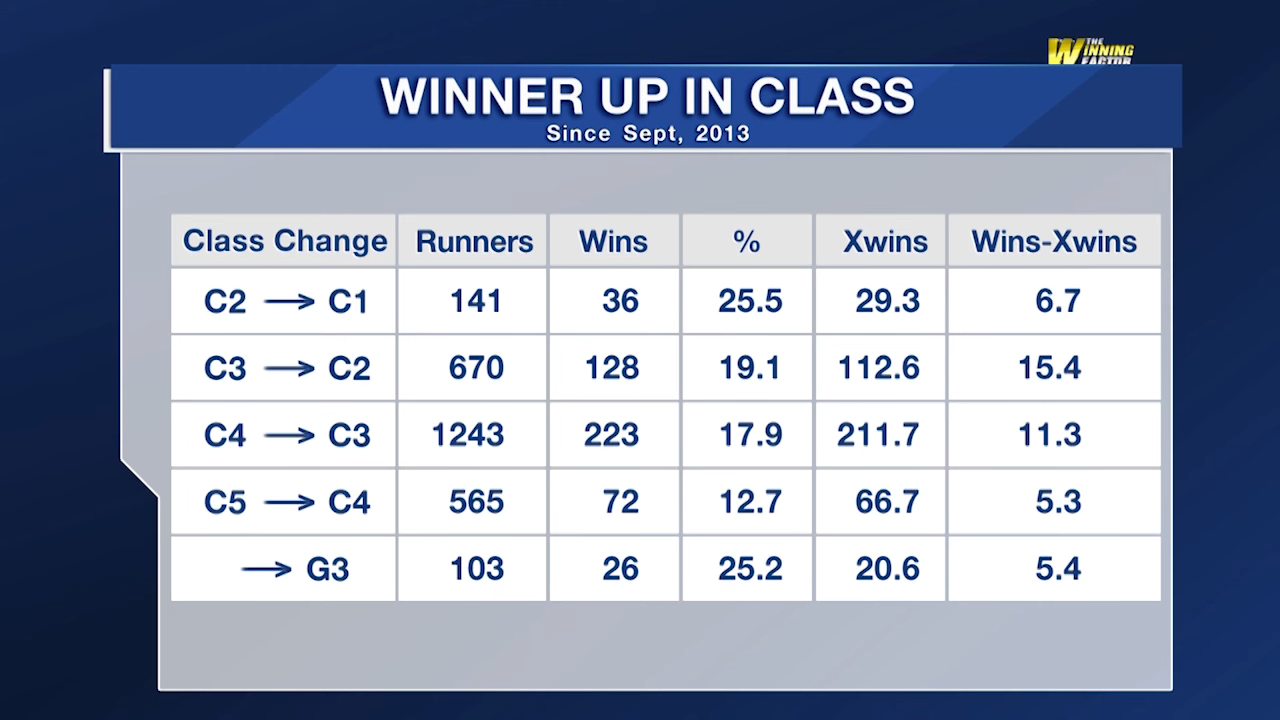 THE
WINNING
FACTOR
WINNER UP IN CLASS
Since Sept, 2013
Class Change Runners Wins % Xwins Wins-Xwins
C2 → C1 141 36 25.5 29.3 6.7
C3 → C2 670 128 19.1 112.6 15.4
C4 → C3 1243 223 17.9 211.7 11.3
C5 → C4 565 72 12.7 66.7 5.3
→ G3 103 26 25.2 20.6 5.4